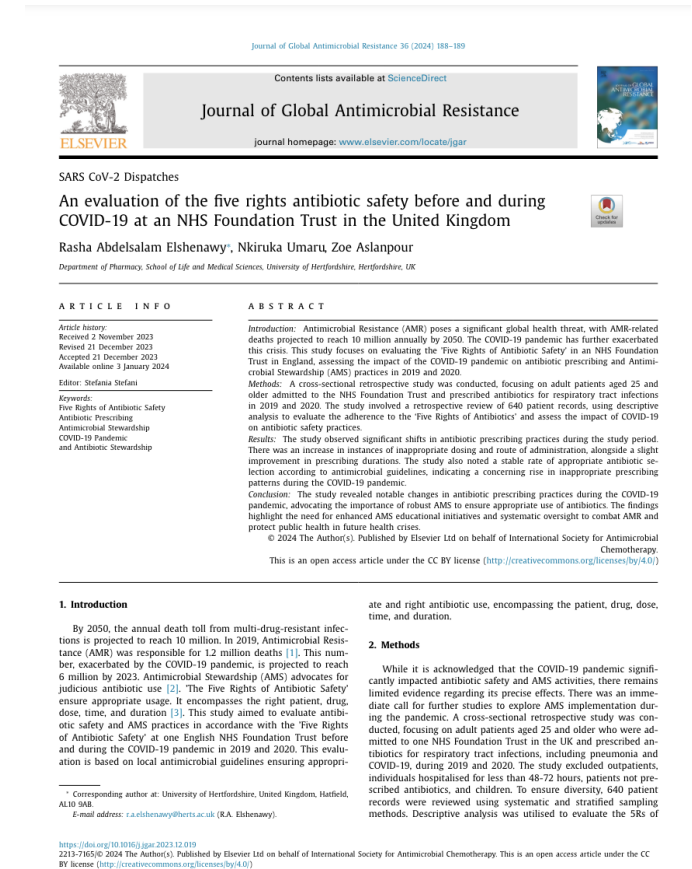 Journal of Global Antimicrobial Resistance 36 (2024) 188–189
Contents lists available at ScienceDirect
Journal of Global Antimicrobial Resistance
journal homepage: www.elsevier.com/locate/jgar
ELSEVIER
SARS CoV-2 Dispatches
An evaluation of the five rights antibiotic safety before and during
COVID-19 at an NHS Foundation Trust in the United Kingdom
Check for
updates
Rasha Abdelsalam Elshenawy*, Nkiruka Umaru, Zoe Aslanpour
Department of Pharmacy, School of Life and Medical Sciences, University of Hertfordshire, Hertfordshire, UK
ARTICLE INFO
Article history:
Received 2 November 2023
Revised 21 December 2023
Accepted 21 December 2023
Available online 3 January 2024
Editor: Stefania Stefani
Keywords:
Five Rights of Antibiotic Safety
Antibiotic Prescribing
Antimicrobial Stewardship
COVID-19 Pandemic
and Antibiotic Stewardship
ABSTRACT
Introduction: Antimicrobial Resistance (AMR) poses a significant global health threat, with AMR-related
deaths projected to reach 10 million annually by 2050. The COVID-19 pandemic has further exacerbated
this crisis. This study focuses on evaluating the 'Five Rights of Antibiotic Safety' in an NHS Foundation
Trust in England, assessing the impact of the COVID-19 pandemic on antibiotic prescribing and Antimi-
crobial Stewardship (AMS) practices in 2019 and 2020.
Methods: A cross-sectional retrospective study was conducted, focusing on adult patients aged 25 and
older admitted to the NHS Foundation Trust and prescribed antibiotics for respiratory tract infections
in 2019 and 2020. The study involved a retrospective review of 640 patient records, using descriptive
analysis to evaluate the adherence to the 'Five Rights of Antibiotics' and assess the impact of COVID-19
on antibiotic safety practices.
Results: The study observed significant shifts in antibiotic prescribing practices during the study period.
There was an increase in instances of inappropriate dosing and route of administration, alongside a slight
improvement in prescribing durations. The study also noted a stable rate of appropriate antibiotic se-
lection according to antimicrobial guidelines, indicating a concerning rise in inappropriate prescribing
patterns during the COVID-19 pandemic.
Conclusion: The study revealed notable changes in antibiotic prescribing practices during the COVID-19
pandemic, advocating the importance of robust AMS to ensure appropriate use of antibiotics. The findings
highlight the need for enhanced AMS educational initiatives and systematic oversight to combat AMR and
protect public health in future health crises.
© 2024 The Author(s). Published by Elsevier Ltd on behalf of International Society for Antimicrobial
Chemotherapy.
This is an open access article under the CC BY license (http://creativecommons.org/licenses/by/4.0/)
1. Introduction
By 2050, the annual death toll from multi-drug-resistant infec-
tions is projected to reach 10 million. In 2019, Antimicrobial Resis-
tance (AMR) was responsible for 1.2 million deaths [1]. This num-
ber, exacerbated by the COVID-19 pandemic, is projected to reach
6 million by 2023. Antimicrobial Stewardship (AMS) advocates for
judicious antibiotic use [2]. 'The Five Rights of Antibiotic Safety'
ensure appropriate usage. It encompasses the right patient, drug,
dose, time, and duration [3]. This study aimed to evaluate antibi-
otic safety and AMS practices in accordance with the 'Five Rights
of Antibiotic Safety' at one English NHS Foundation Trust before
and during the COVID-19 pandemic in 2019 and 2020. This evalu-
ation is based on local antimicrobial guidelines ensuring appropri-
* Corresponding author at: University of Hertfordshire, United Kingdom, Hatfield,
AL10 9AB.
E-mail address: r.a.elshenawy@herts.ac.uk (R.A. Elshenawy).
ate and right antibiotic use, encompassing the patient, drug, dose,
time, and duration.
2. Methods
While it is acknowledged that the COVID-19 pandemic signifi-
cantly impacted antibiotic safety and AMS activities, there remains
limited evidence regarding its precise effects. There was an imme-
diate call for further studies to explore AMS implementation dur-
ing the pandemic. A cross-sectional retrospective study was con-
ducted, focusing on adult patients aged 25 and older who were ad-
mitted to one NHS Foundation Trust in the UK and prescribed an-
tibiotics for respiratory tract infections, including pneumonia and
COVID-19, during 2019 and 2020. The study excluded outpatients,
individuals hospitalised for less than 48-72 hours, patients not pre-
scribed antibiotics, and children. To ensure diversity, 640 patient
records were reviewed using systematic and stratified sampling
methods. Descriptive analysis was utilised to evaluate the 5Rs of
https://doi.org/10.1016/j.jgar.2023.12.019
2213-7165/© 2024 The Author(s). Published by Elsevier Ltd on behalf of International Society for Antimicrobial Chemotherapy. This is an open access article under the CC
BY license (http://creativecommons.org/licenses/by/4.0/)